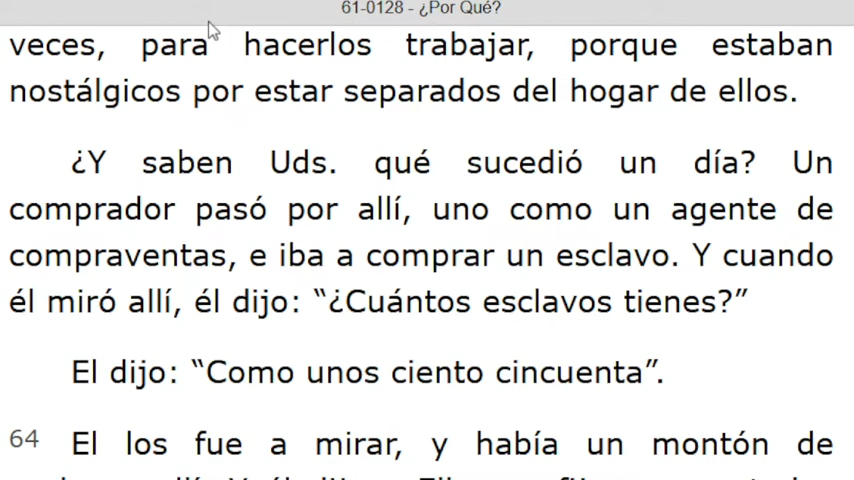 61-0128 - ¿Por Qué?
veces, para hacerlos trabajar, porque estaban
nostálgicos por estar separados del hogar de ellos.
¿Y saben Uds. qué sucedió un día? Un
comprador pasó por allí, uno como un agente de
compraventas, e iba a comprar un esclavo. Y cuando
él miró allí, él dijo: “¿Cuántos esclavos tienes?”
El dijo: “Como unos ciento cincuenta”.
64 El los fue a mirar, y había un montón de